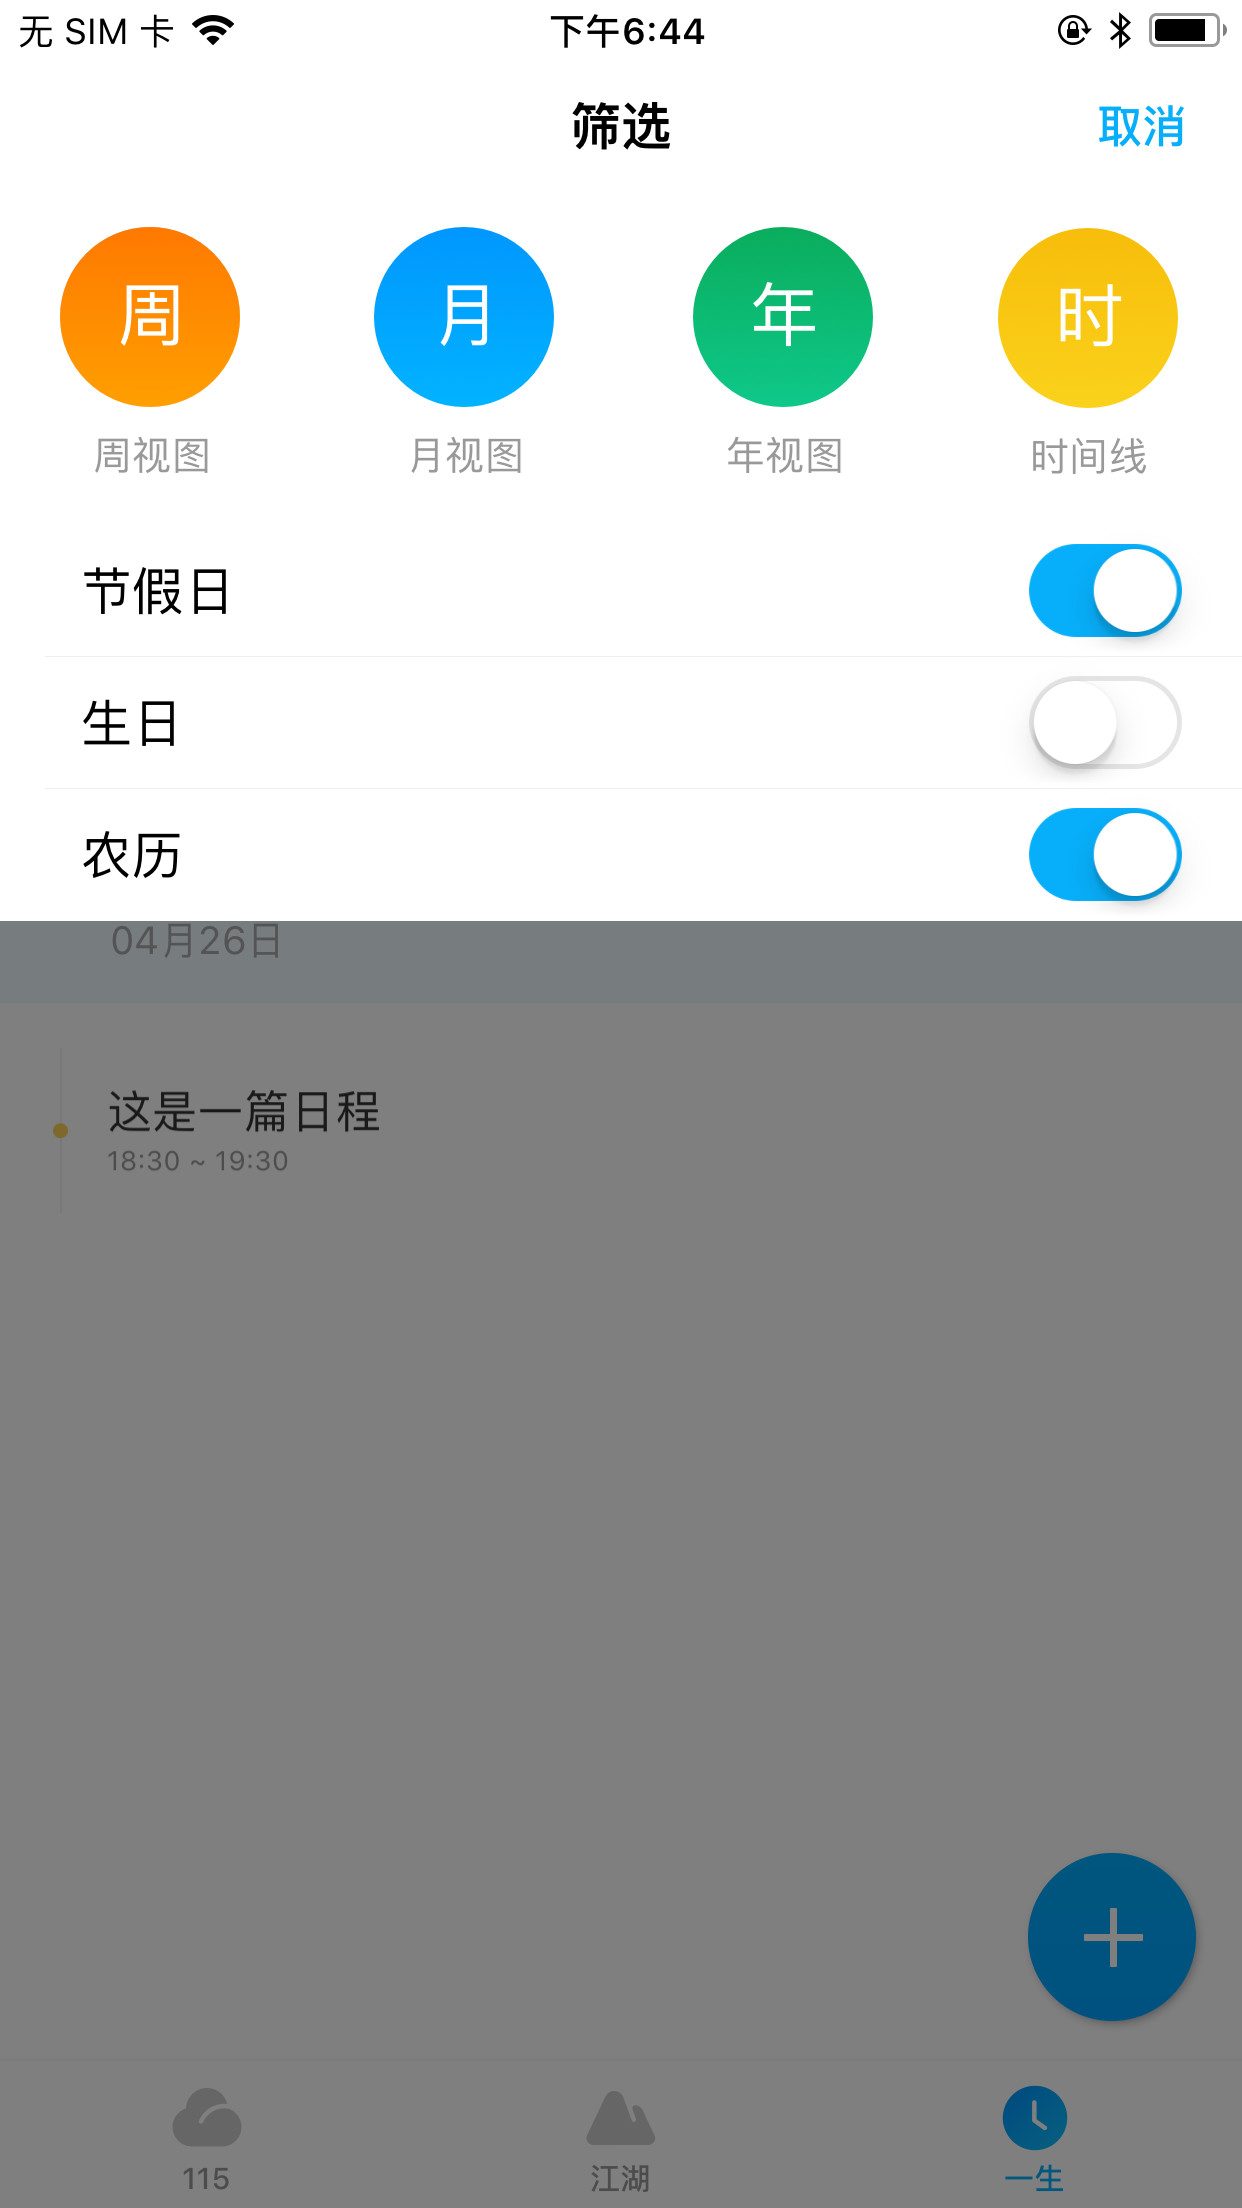 无 SIM 卡
下午6:44
筛选
取消
周 月 年 时
周视图 月视图 年视图 时间线
节假日
生日
农历
04月26日
这是一篇日程
18:30 ~ 19:30
115 江湖 一生